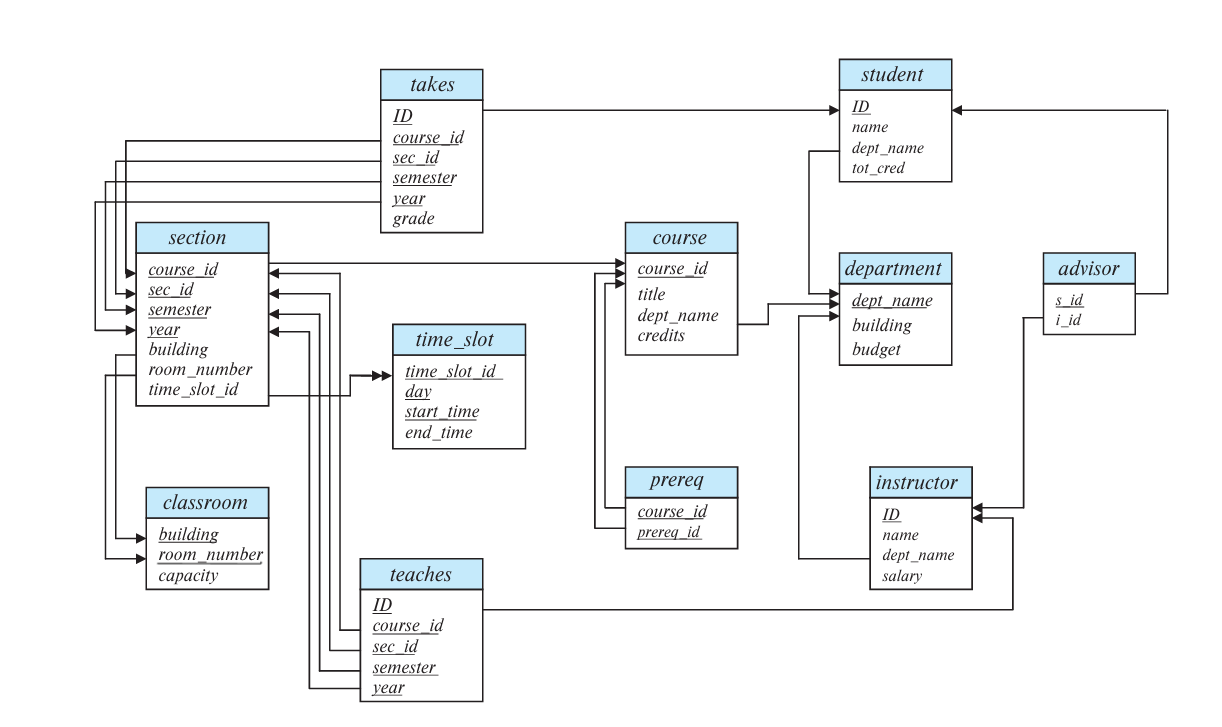 takes
ID
course_id
sec_id
semester
year
grade
student
ID
name
dept_name
tot_cred
section
course_id
sec_id
semester
year
building
room_number
time_slot_id
course
course_id
title
dept_name
credits
department
dept_name
building
budget
advisor
s_id
i_id
time_slot
time_slot_id
day
start_time
end_time
prereq
course_id
prereq_id
instructor
ID
name
dept_name
salary
classroom
building
room_number
capacity
teaches
ID
course_id
sec_id
semester
year